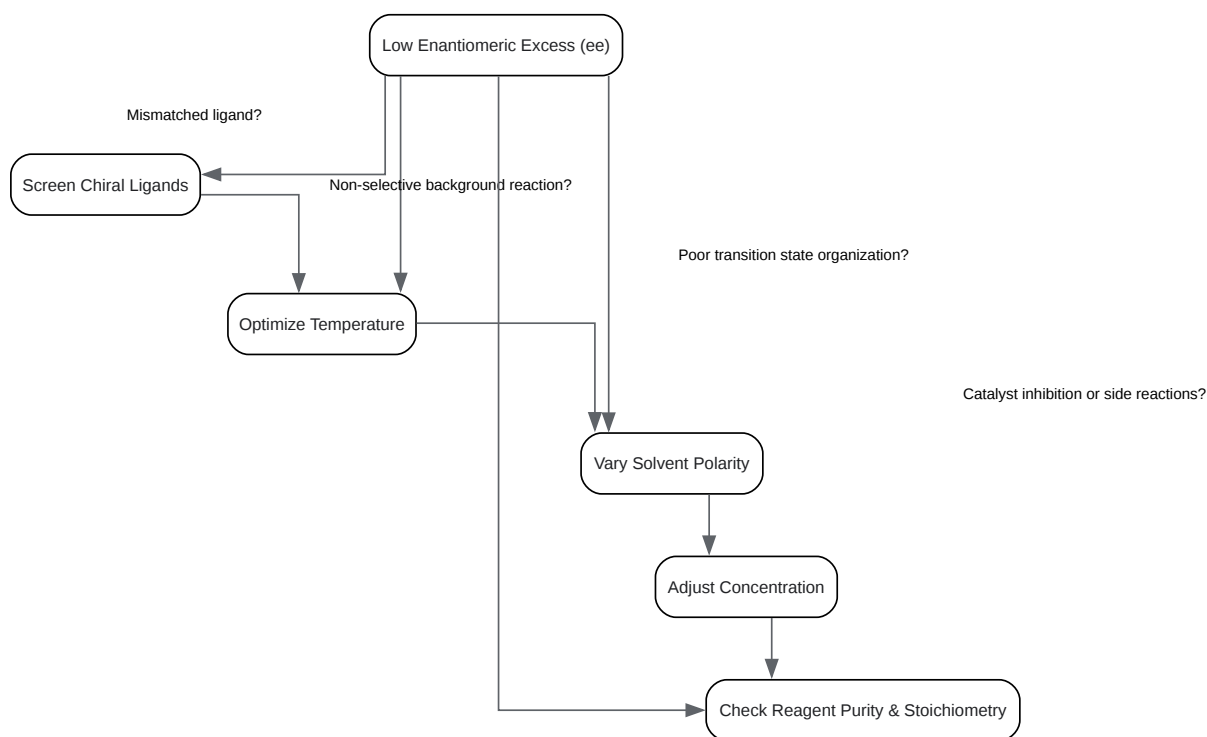 Low Enantiomeric Excess (ee)
Mismatched ligand?
Screen Chiral Ligands
Non-selective background reaction?
Poor transition state organization?
Optimize Temperature
Catalyst inhibition or side reactions?
Vary Solvent Polarity
Adjust Concentration
Check Reagent Purity & Stoichiometry